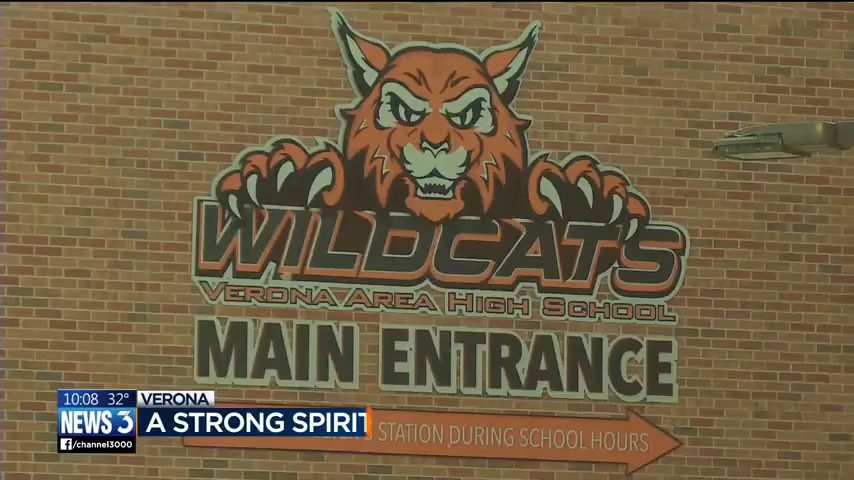 WILDCATS
VERONA AREA HIGH SCHOOL
MAIN ENTRANCE
STATION DURING SCHOOL HOURS
10:08 32° VERONA
NEWS 3 A STRONG SPIRIT
/channel3000